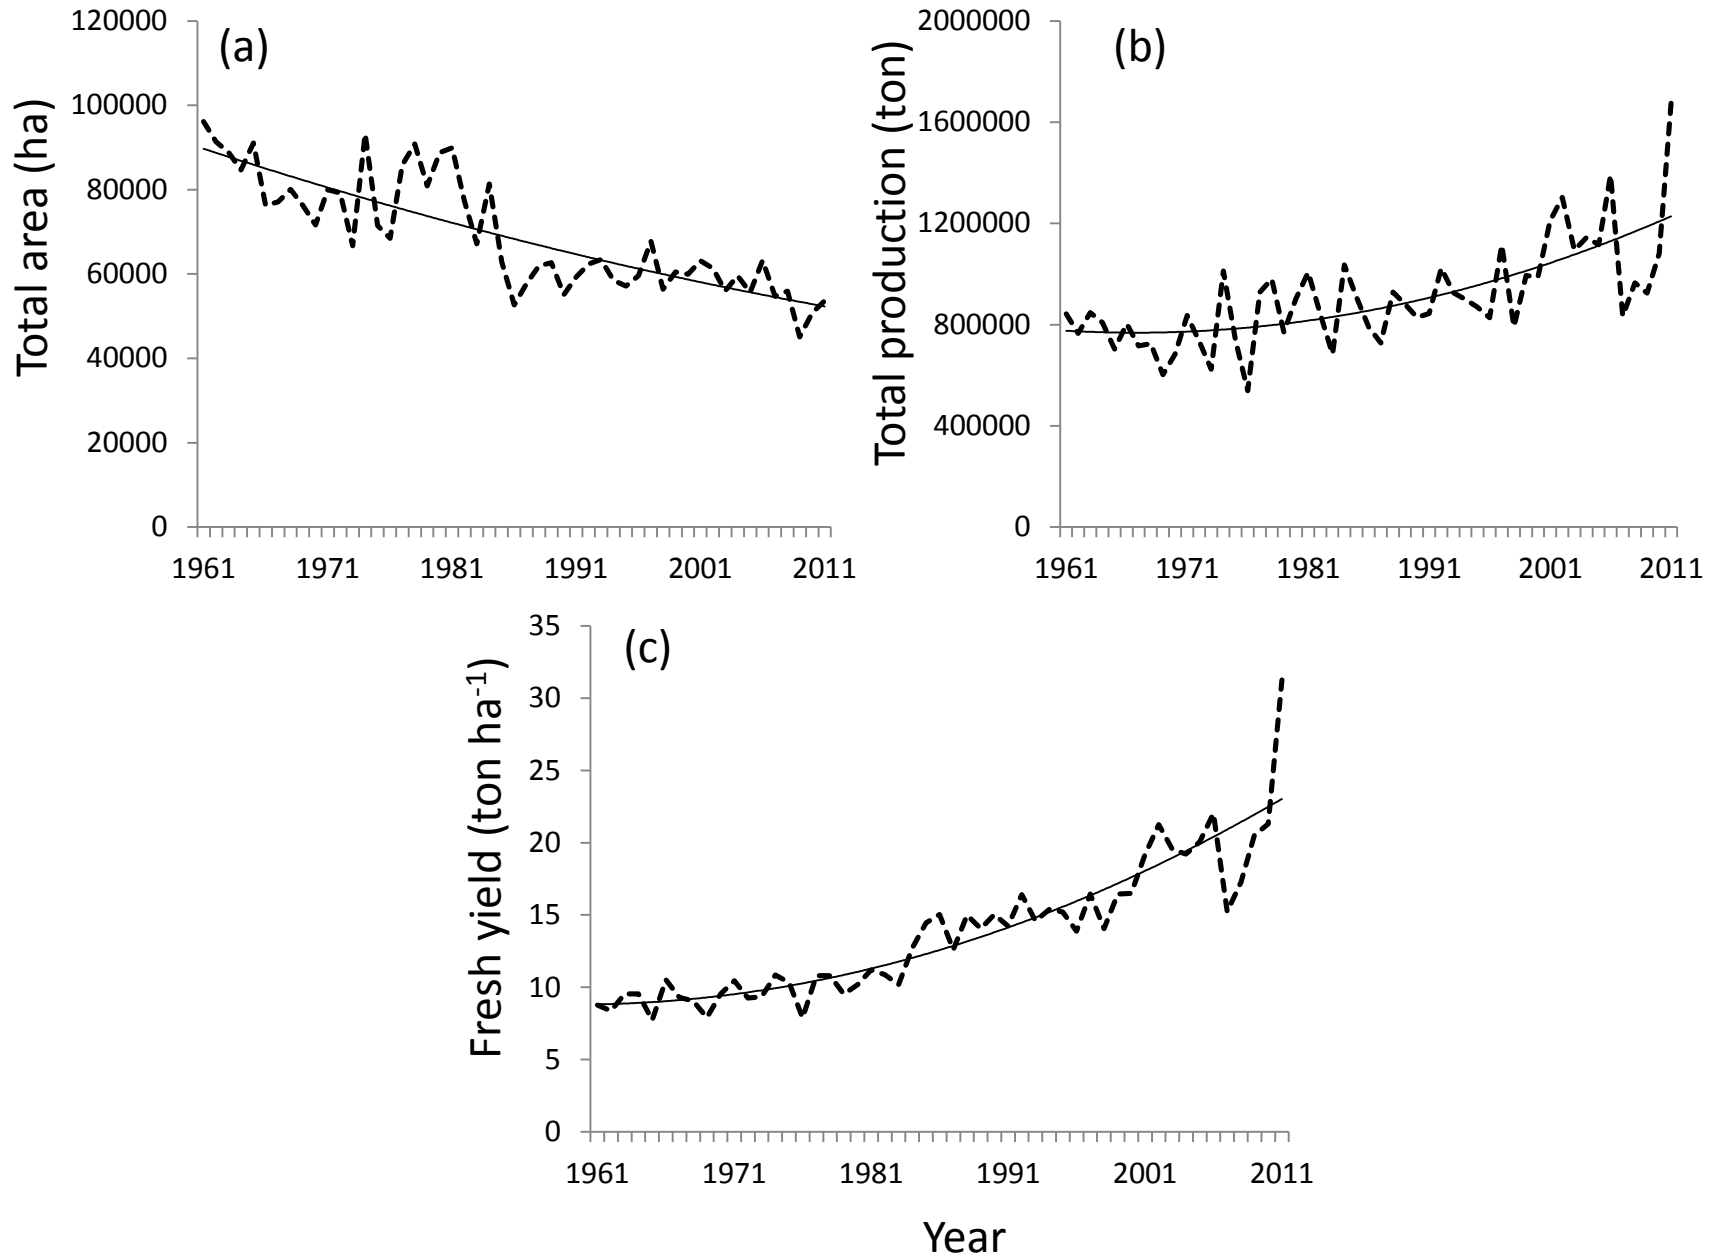 (a)
Total area (ha)
120000
100000
80000
60000
40000
20000
0
1961 1971 1981 1991 2001 2011
(b)
Total production (ton)
2000000
1600000
1200000
800000
400000
0
1961 1971 1981 1991 2001 2011
(c)
Fresh yield (ton ha⁻¹)
35
30
25
20
15
10
5
0
1961 1971 1981 1991 2001 2011
Year